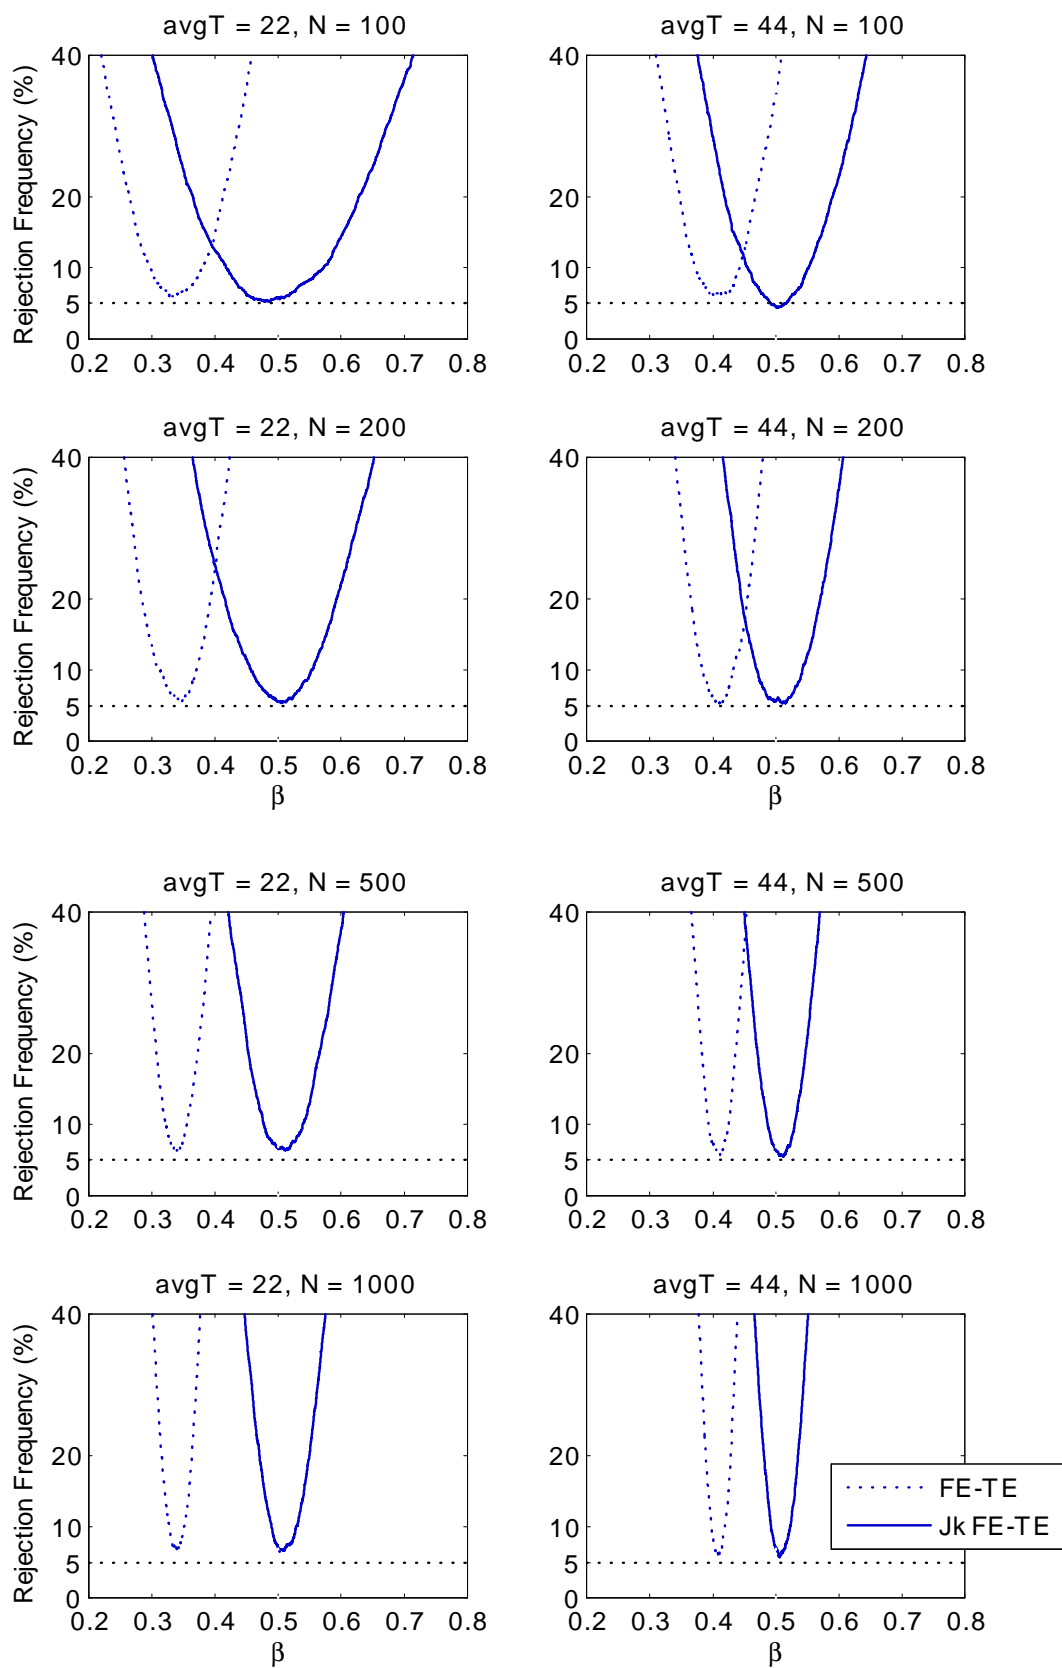 avgT = 22, N = 100
avgT = 44, N = 100
Rejection Frequency (%)
40
20
10
5
0
0.2 0.3 0.4 0.5 0.6 0.7 0.8
40
20
10
5
0
0.2 0.3 0.4 0.5 0.6 0.7 0.8
avgT = 22, N = 200
avgT = 44, N = 200
Rejection Frequency (%)
40
20
10
5
0
0.2 0.3 0.4 0.5 0.6 0.7 0.8
β
40
20
10
5
0
0.2 0.3 0.4 0.5 0.6 0.7 0.8
β
avgT = 22, N = 500
avgT = 44, N = 500
Rejection Frequency (%)
40
20
10
5
0
0.2 0.3 0.4 0.5 0.6 0.7 0.8
40
20
10
5
0
0.2 0.3 0.4 0.5 0.6 0.7 0.8
avgT = 22, N = 1000
avgT = 44, N = 1000
Rejection Frequency (%)
40
20
10
5
0
0.2 0.3 0.4 0.5 0.6 0.7 0.8
β
40
20
10
5
0
0.2 0.3 0.4 0.5 0.6 0.7 0.8
β
FE-TE
Jk FE-TE